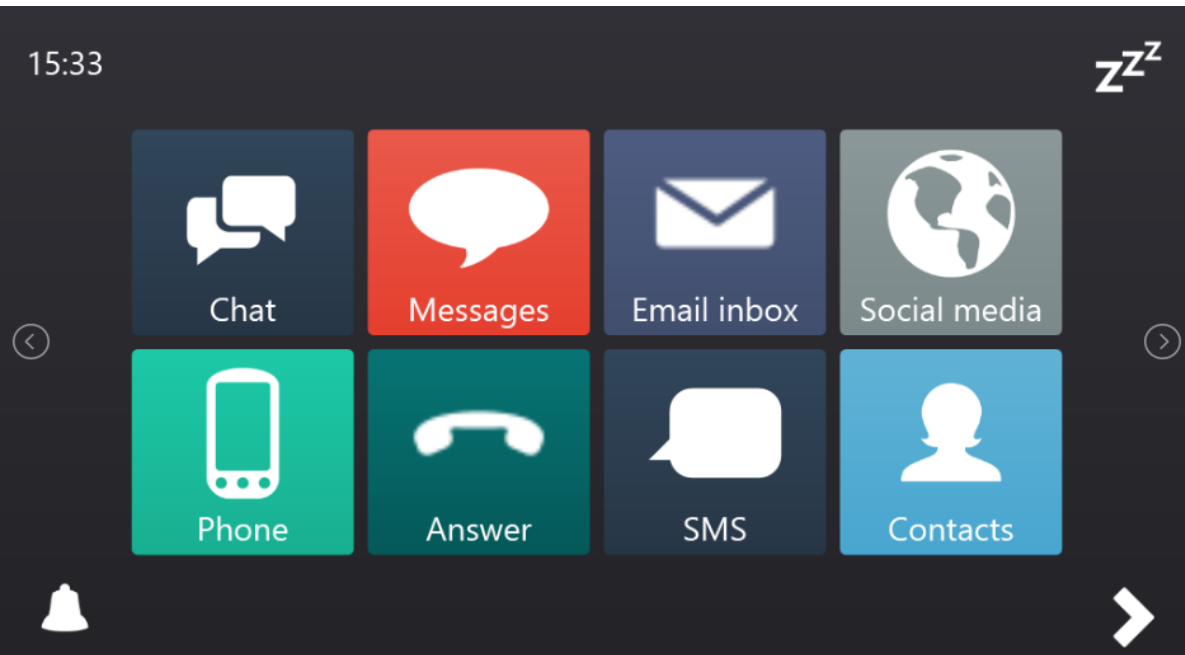 15:33
zzz
Chat
Messages
Email inbox
Social media
Phone
Answer
SMS
Contacts